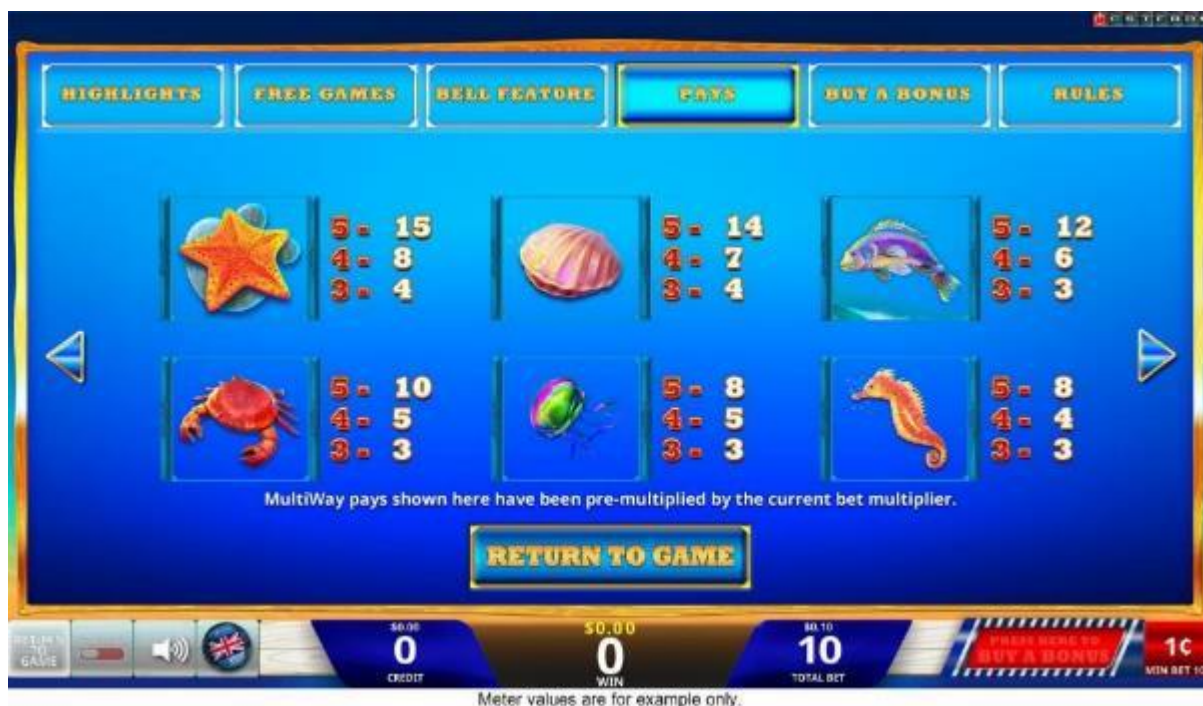 HIGHLIGHTS
FREE GAMES
BELL FEATURE
PAYS
BUY A BONUS
RULES
5 - 15
4 - 8
3 - 4
5 - 14
4 - 7
3 - 4
5 - 12
4 - 6
3 - 3
5 - 10
4 - 5
3 - 3
5 - 8
4 - 5
3 - 3
5 - 8
4 - 4
3 - 3
MultiWay pays shown here have been pre-multiplied by the current bet multiplier.
RETURN TO GAME
RETURN
TO
GAME
$0.00
0
CREDIT
$0.00
0
WIN
$0.10
10
TOTAL BET
PRESS HERE TO
BUY A BONUS
1¢
MIN BET
Meter values are for example only.